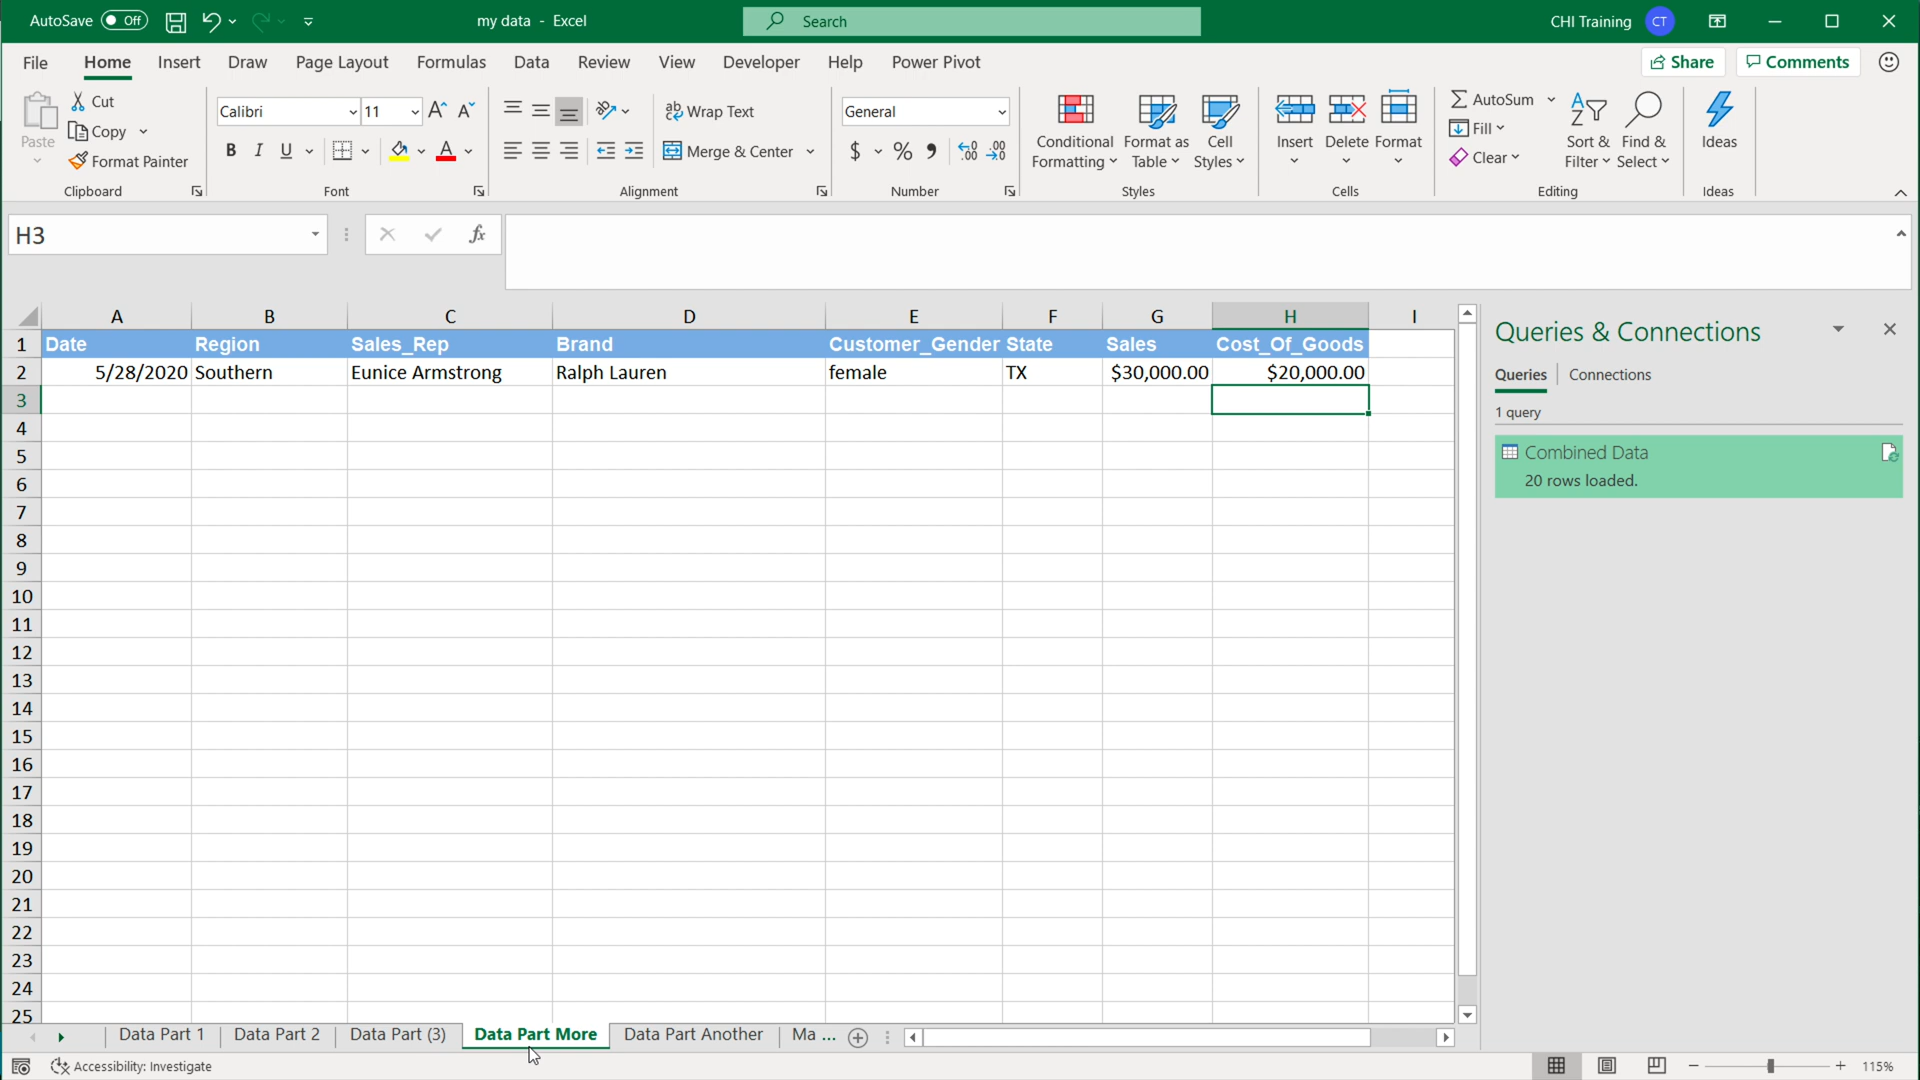 AutoSave Off my data - Excel Search CHI Training CT
File Home Insert Draw Page Layout Formulas Data Review View Developer Help Power Pivot Share Comments
Paste Cut Copy Format Painter Clipboard
Calibri 11 B I U A Font
ab Wrap Text Merge & Center Alignment
General $ % Number
Conditional Formatting Format as Table Cell Styles Styles
Insert Delete Format Cells
AutoSum Fill Clear Sort & Filter Find & Select Editing
Ideas Ideas
H3 fx
A B C D E F G H I
1 Date Region Sales_Rep Brand Customer_Gender State Sales Cost_Of_Goods
2 5/28/2020 Southern Eunice Armstrong Ralph Lauren female TX $30,000.00 $20,000.00
3
4
5
6
7
8
9
10
11
12
13
14
15
16
17
18
19
20
21
22
23
24
25
Queries & Connections
Queries Connections
1 query
Combined Data
20 rows loaded.
Data Part 1 Data Part 2 Data Part (3) Data Part More Data Part Another Ma ...
Accessibility: Investigate 115%